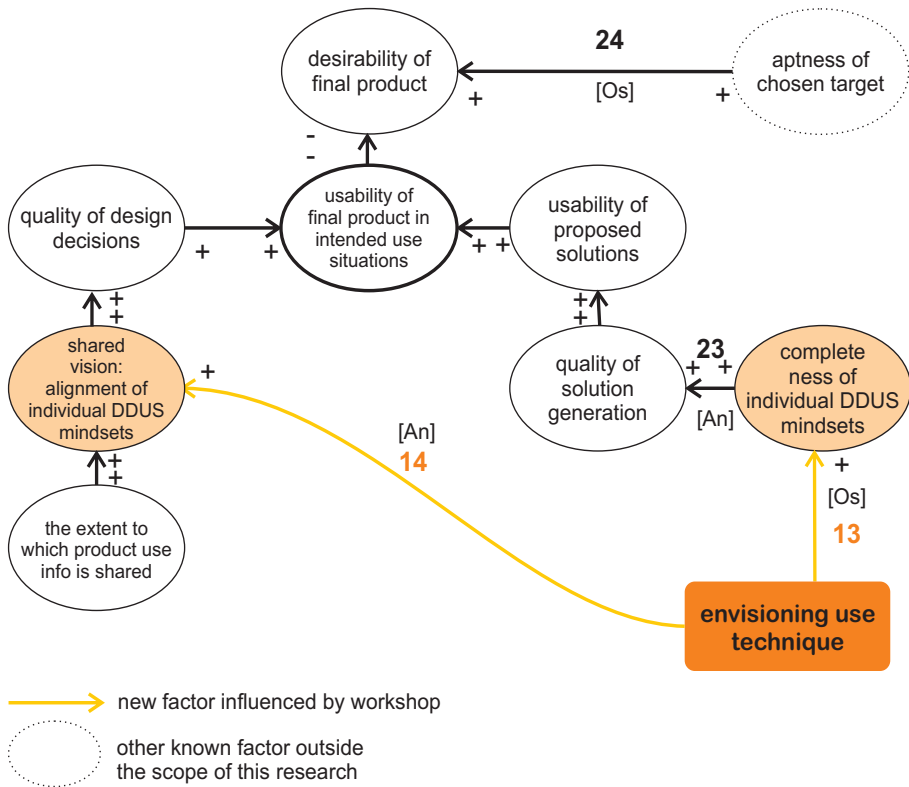 desirability of
final product
24
[Os]
+
+
aptness of
chosen target
-
-
quality of design
decisions
+
+
usability of
final product in
intended use
situations
+ +
usability of
proposed
solutions
+
+
shared
vision:
alignment of
individual DDUS
mindsets
+
+
+
quality of
solution
generation
23
+ +
[An]
complete
ness of
individual DDUS
mindsets
+
+
the extent to
which product use
info is shared
[An]
14
+
[Os]
13
envisioning use
technique
new factor influenced by workshop
other known factor outside
the scope of this research